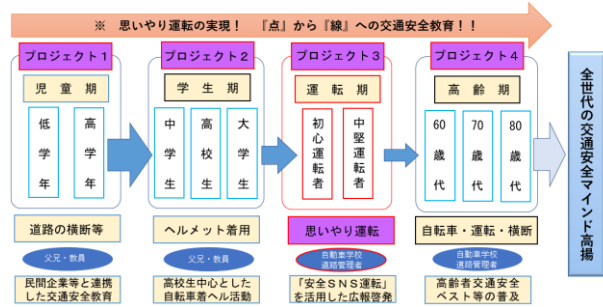 ※ 思いやり運転の実現！ 『点』から『線』への交通安全教育！！
プロジェクト１
児童期
低学年
高学年
道路の横断等
父兄・教員
民間企業等と連携
した交通安全教育
プロジェクト２
学生期
中学生
高校生
大学生
ヘルメット着用
父兄・教員
高校生中心とした
自転車着ヘル活動
プロジェクト３
運転期
初心運転者
中堅運転者
思いやり運転
自動車学校
道路管理者
「安全ＳＮＳ運転」
を活用した広報啓発
プロジェクト４
高齢期
60歳代
70歳代
80歳代
自転車・運転・横断
自動車学校
道路管理者
高齢者交通安全
ベスト等の普及
全世代の交通安全マインド高揚